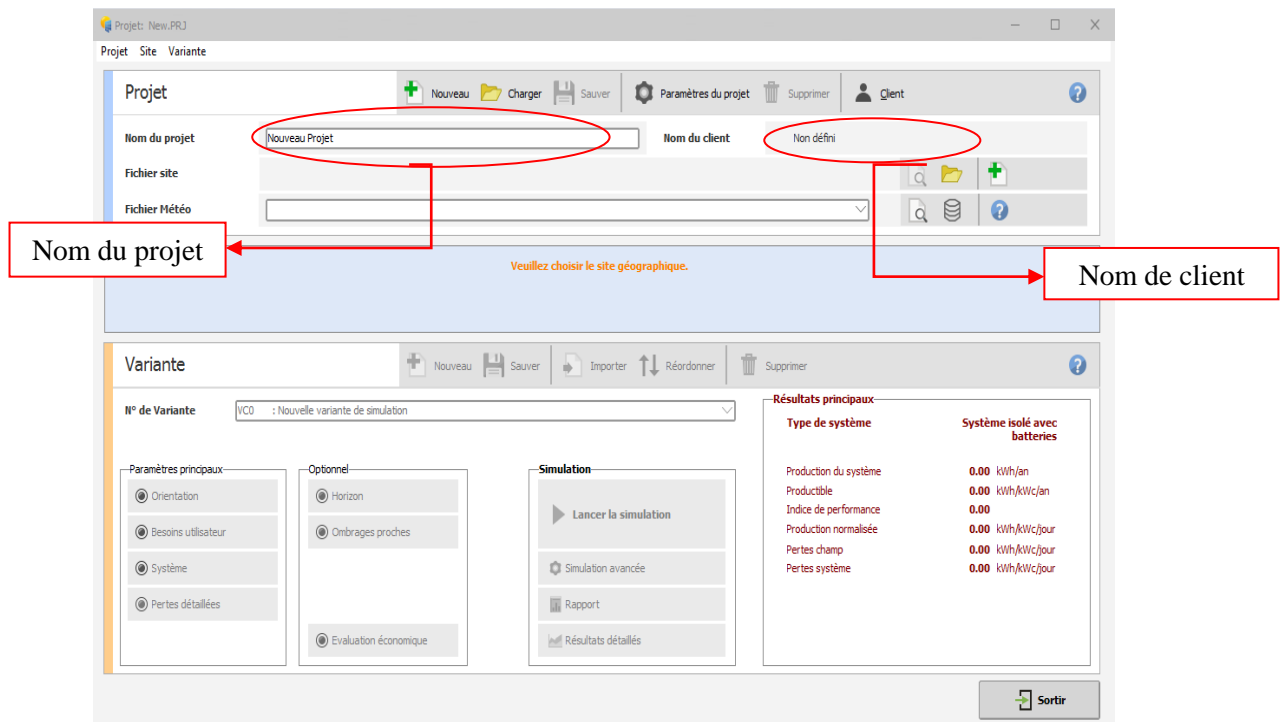 Projet: New.PRJ
Projet Site Variante
Projet Nouveau Charger Sauver Paramètres du projet Supprimer Client
Nom du projet Nouveau Projet Nom du client Non défini
Fichier site
Fichier Météo
Nom du projet
Nom de client
Veuillez choisir le site géographique.
Variante Nouveau Sauver Importer Réordonner Supprimer
N° de Variante VC0 : Nouvelle variante de simulation
Paramètres principaux
Orientation
Besoins utilisateur
Système
Pertes détaillées
Optionnel
Horizon
Ombrages proches
Evaluation économique
Simulation
Lancer la simulation
Simulation avancée
Rapport
Résultats détaillés
Résultats principaux
Type de système Système isolé avec
batteries
Production du système 0.00 kWh/an
Productible 0.00 kWh/kWc/an
Indice de performance 0.00
Production normalisée 0.00 kWh/kWc/jour
Pertes champ 0.00 kWh/kWc/jour
Pertes système 0.00 kWh/kWc/jour
Sortir